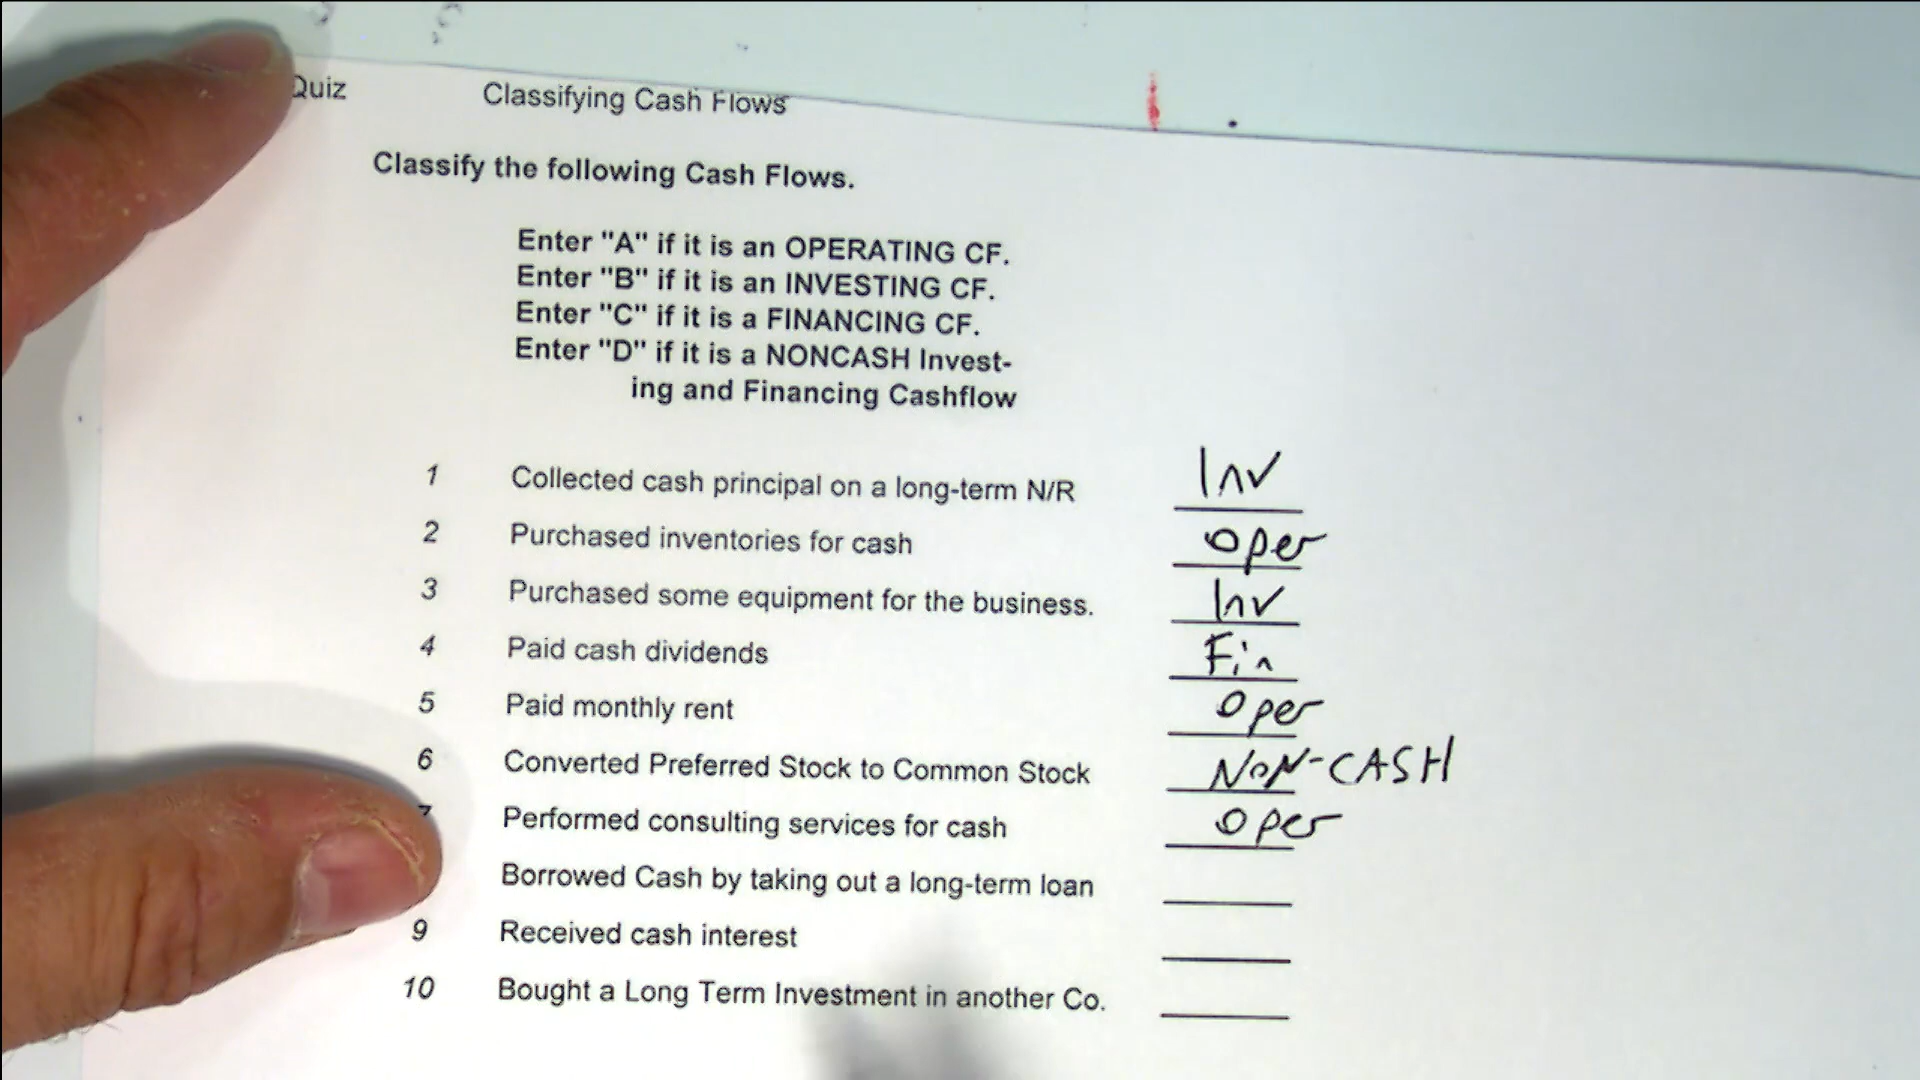 Quiz Classifying Cash Flows
Classify the following Cash Flows.
Enter "A" if it is an OPERATING CF.
Enter "B" if it is an INVESTING CF.
Enter "C" if it is a FINANCING CF.
Enter "D" if it is a NONCASH Invest-
ing and Financing Cashflow
1 Collected cash principal on a long-term N/R Inv
2 Purchased inventories for cash oper
3 Purchased some equipment for the business. Inv
4 Paid cash dividends Fin
5 Paid monthly rent oper
6 Converted Preferred Stock to Common Stock NoN-CASH
7 Performed consulting services for cash oper
Borrowed Cash by taking out a long-term loan
9 Received cash interest
10 Bought a Long Term Investment in another Co.